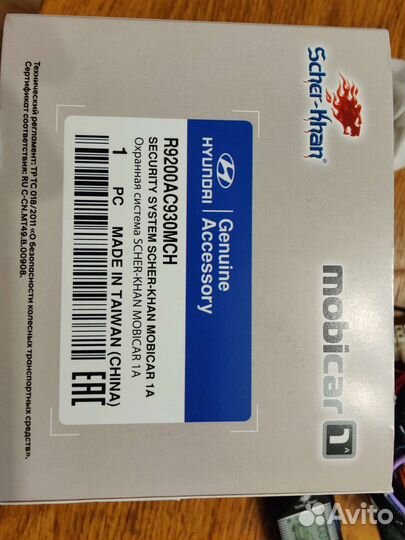 Scher-Khan
mobicar 1 A
HYUNDAI
Genuine
Accessory
R9200AC930MCH
SECURITY SYSTEM SCHER-KHAN MOBICAR 1A
Охранная система SCHER-KHAN MOBICAR 1A
1 PC MADE IN TAIWAN (CHINA)
EAC
Технический регламент: ТР ТС 018/2011 «О безопасности колесных транспортных средств».
Сертификат соответствия: RU C-CN.MT49.B.00908.
Avito